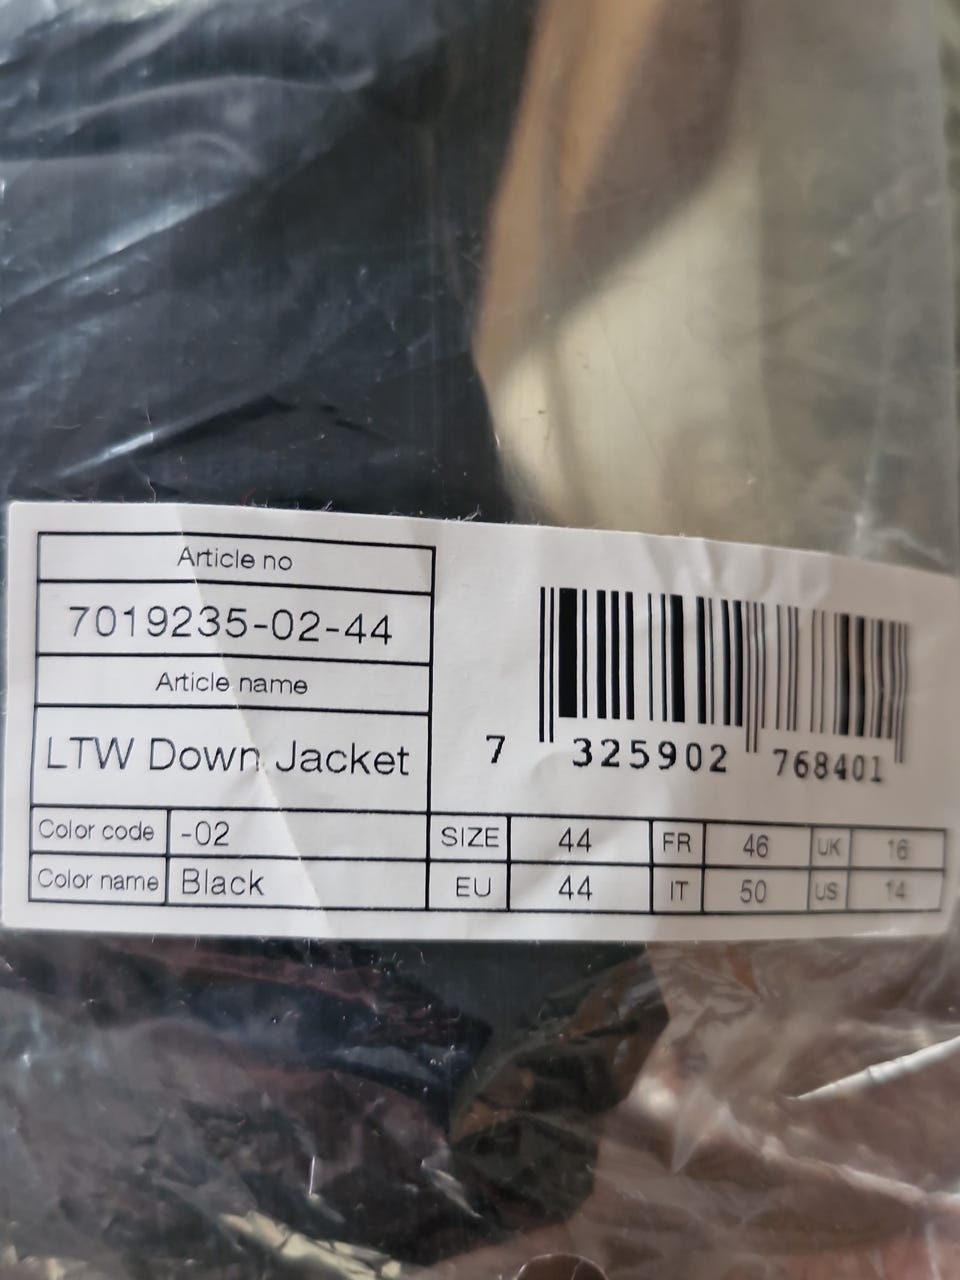 Article no
7019235-02-44
Article name
LTW Down Jacket
7 325902 768401
Color code -02 SIZE 44 FR 46 UK 16
Color name Black EU 44 IT 50 US 14